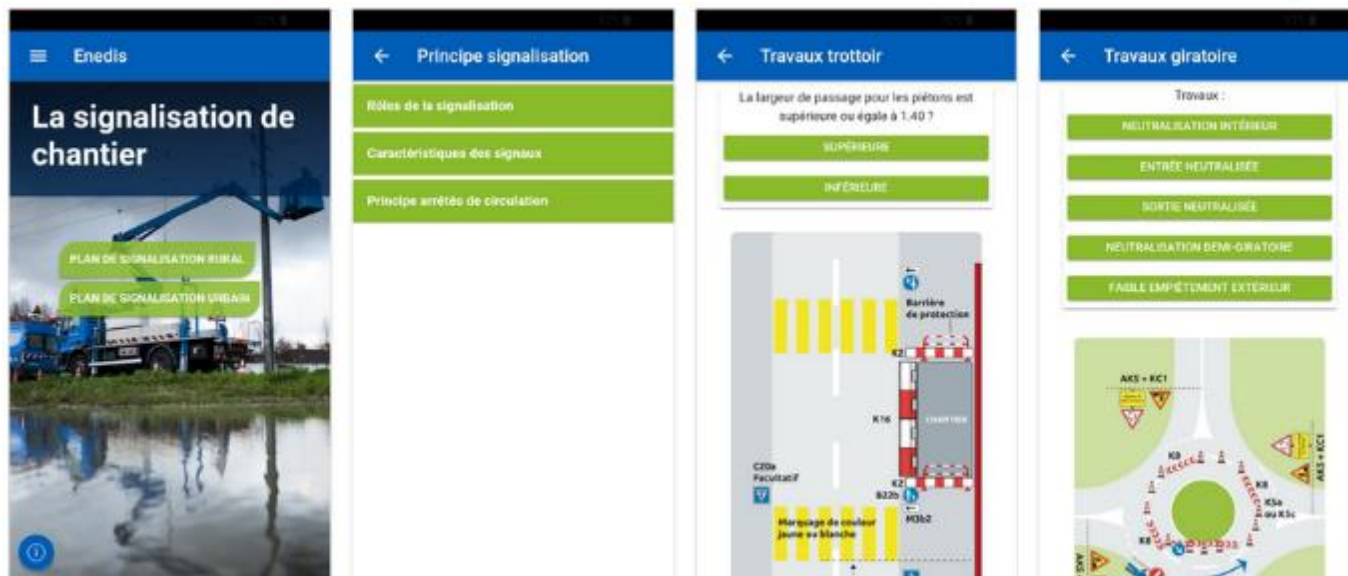 Enedis
La signalisation de
chantier
PLAN DE SIGNALISATION RURAL
PLAN DE SIGNALISATION URBAIN
Principe signalisation
Rôles de la signalisation
Caractéristiques des signaux
Principe arrêtés de circulation
Travaux trottoir
La largeur de passage pour les piétons est
supérieure ou égale à 1.40 ?
SUPÉRIEURE
INFÉRIEURE
Barrière
de protection
K2
K16
CHANTIER
C20a
Facultatif
K2
B22b
M3b2
Marquage de couleur
jaune ou blanche
Travaux giratoire
Travaux :
NEUTRALISATION INTÉRIEUR
ENTRÉE NEUTRALISÉE
SORTIE NEUTRALISÉE
NEUTRALISATION DEMI-GIRATOIRE
FAIBLE EMPIÉTEMENT EXTÉRIEUR
AK5 + KC1
AK5 + KC1
K8
K8
K5a
ou K5c
K8
AK5